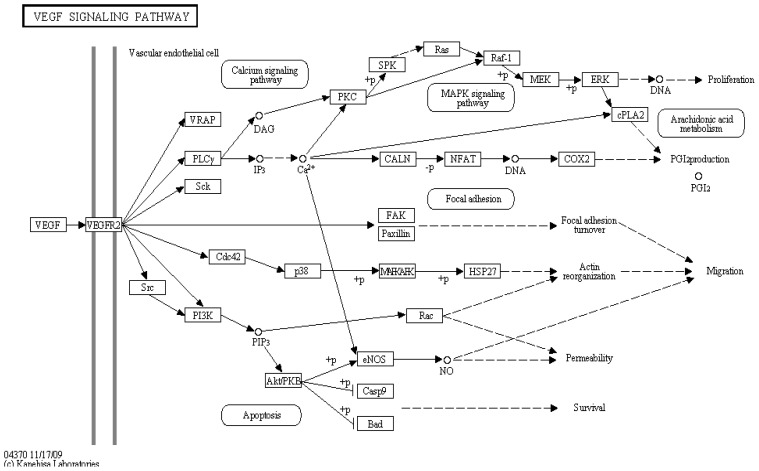 VEGF SIGNALING PATHWAY
Vascular endothelial cell
Calcium signaling
pathway
SPK
Ras
Raf-1
+p
+p
MEK
+p
ERK
DNA
Proliferation
PKC
MAPK signaling
pathway
VRAP
DAG
cPLA2
Arachidonic acid
metabolism
PLCγ
IP3
Ca2+
CALN
-p
NFAT
DNA
COX2
PGI2production
PGI2
Sck
Focal adhesion
VEGF
VEGFR2
FAK
Paxillin
Focal adhesion
turnover
Cdc42
p38
+p
MAPKAPK
+p
HSP27
Actin
reorganization
Migration
Src
PI3K
Rac
PIP3
+p
eNOS
NO
Permeability
Akt/PKB
+p
Casp9
+p
Bad
Survival
Apoptosis
04370 11/17/09
(c) Kanehisa Laboratories